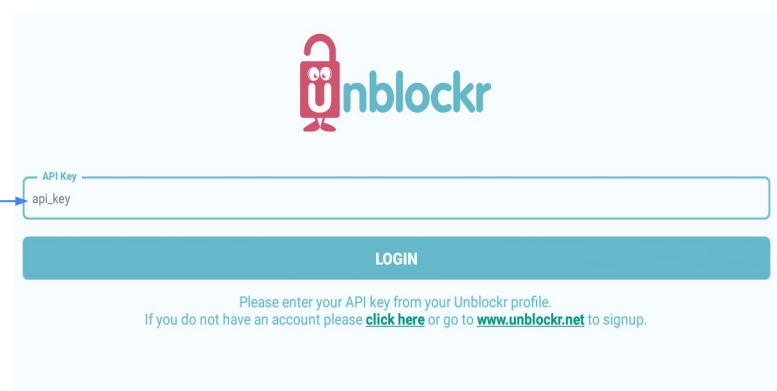 ünblockr
API Key
api_key
LOGIN
Please enter your API key from your Unblockr profile.
If you do not have an account please click here or go to www.unblockr.net to signup.